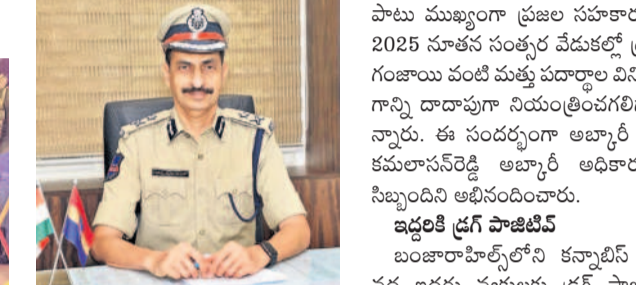 పాటు ముఖ్యంగా ప్రజల సహకార
2025 నూతన సంత్సర వేడుకల్లో
గంజాయి వంటి మత్తు పదార్థాల
గాన్ని దాదాపుగా నియంత్రించగలి
న్నారు. ఈ సందర్భంగా అబ్కారీ
కమలాసన్‌రెడ్డి అబ్కారీ అధికార
సిబ్బందిని అభినందించారు.
ఇద్దరికి డ్రగ్ పాజిటివ్
బంజారాహిల్స్‌లోని కన్నాబిస్